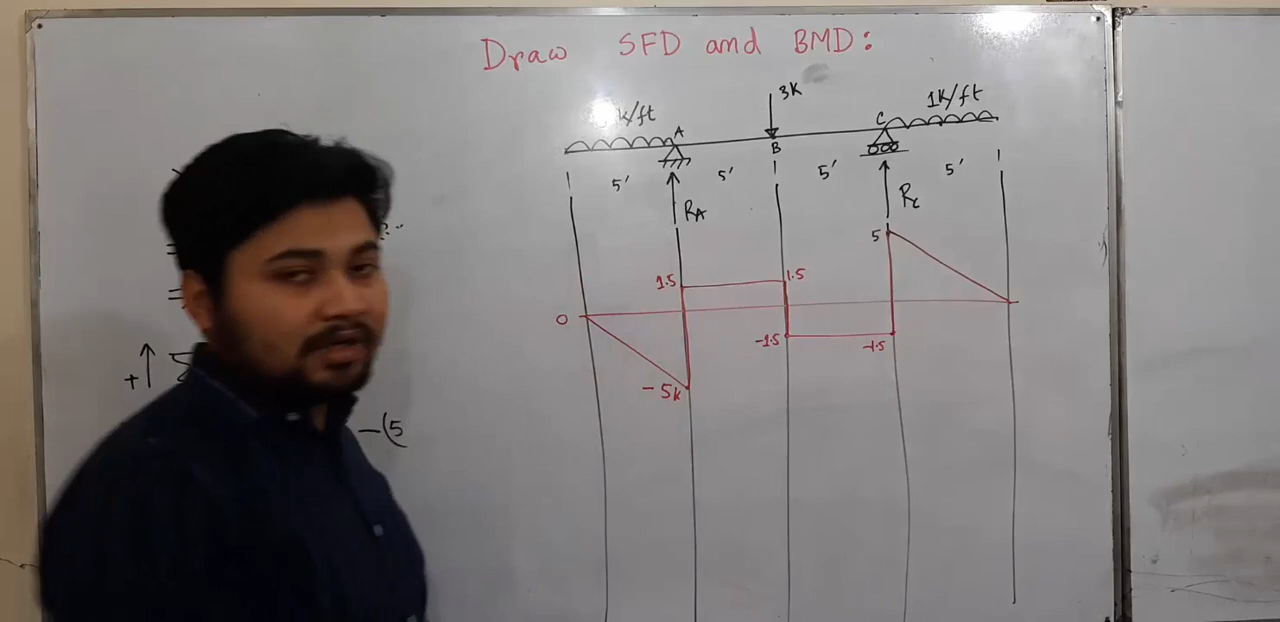 Draw SFD and BMD:
3K
k/ft A C 1K/ft
B
5' 5' 5' 5'
RA Rc
5
1.5 1.5
0
-1.5 -1.5
-5K
+
-(5